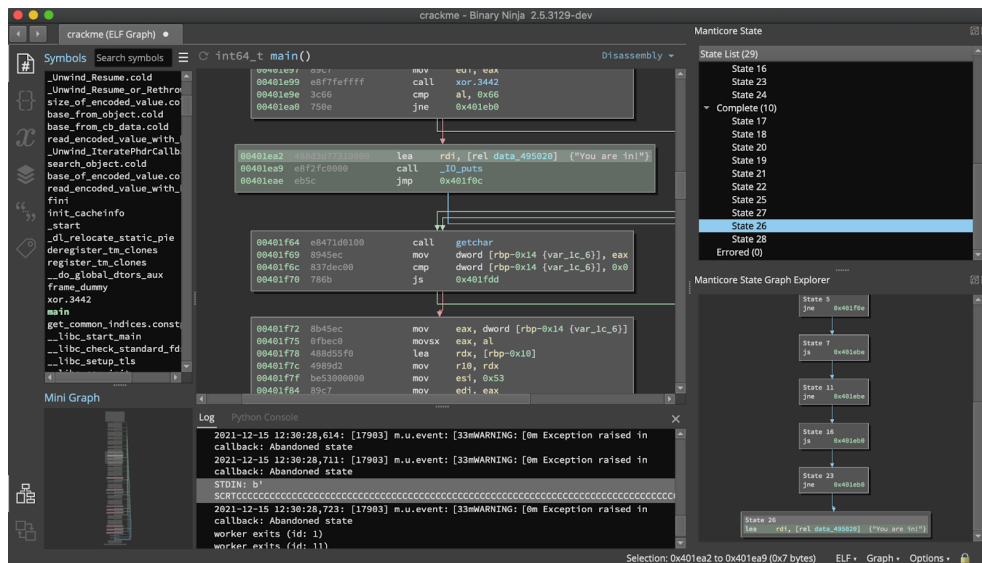 crackme - Binary Ninja 2.5.3129-dev
crackme (ELF Graph)
Symbols
Search symbols
_Unwind_Resume.cold
_Unwind_Resume_or_Rethro
size_of_encoded_value.co
base_from_object.cold
base_from_cb_data.cold
read_encoded_value_with_
_Unwind_IteratePhdrCallb
search_object.cold
base_of_encoded_value.co
read_encoded_value_with_
fini
init_cacheinfo
_start
_dl_relocate_static_pie
deregister_tm_clones
register_tm_clones
__do_global_dtors_aux
frame_dummy
xor.3442
main
get_common_indices.const
__libc_start_main
__libc_check_standard_fd
__libc_setup_tls
Mini Graph
int64_t main()
Disassembly
00401e97 89c7 mov edi, eax
00401e99 e8f7feffff call xor.3442
00401e9e 3c66 cmp al, 0x66
00401ea0 750e jne 0x401eb0
00401ea2 488d3d77310900 lea rdi, [rel data_495020] {"You are in!"}
00401ea9 e8f2fc0000 call _IO_puts
00401eae eb5c jmp 0x401f0c
00401f64 e8471d0100 call getchar
00401f69 8945ec mov dword [rbp-0x14 {var_1c_6}], eax
00401f6c 837dec00 cmp dword [rbp-0x14 {var_1c_6}], 0x0
00401f70 786b js 0x401fdd
00401f72 8b45ec mov eax, dword [rbp-0x14 {var_1c_6}]
00401f75 0fbec0 movsx eax, al
00401f78 488d55f0 lea rdx, [rbp-0x10]
00401f7c 4989d2 mov r10, rdx
00401f7f be53000000 mov esi, 0x53
00401f84 89c7 mov edi, eax
Log
Python Console
2021-12-15 12:30:28,614: [17903] m.u.event: [33mWARNING: [0m Exception raised in
callback: Abandoned state
2021-12-15 12:30:28,711: [17903] m.u.event: [33mWARNING: [0m Exception raised in
callback: Abandoned state
STDIN: b'
2021-12-15 12:30:28,723: [17903] m.u.event: [33mWARNING: [0m Exception raised in
callback: Abandoned state
worker exits (id: 1)
worker exits (id: 11)
Manticore State
State List (29)
State 16
State 23
State 24
Complete (10)
State 17
State 18
State 20
State 19
State 21
State 22
State 25
State 27
State 26
State 28
Errored (0)
Manticore State Graph Explorer
State 5
jne 0x401f0e
State 7
js 0x401ebe
State 11
jne 0x401ebe
State 16
js 0x401eb0
State 23
jne 0x401eb0
State 26
lea rdi, [rel data_495020] {"You are in!"}
Selection: 0x401ea2 to 0x401ea9 (0x7 bytes)
ELF
Graph
Options